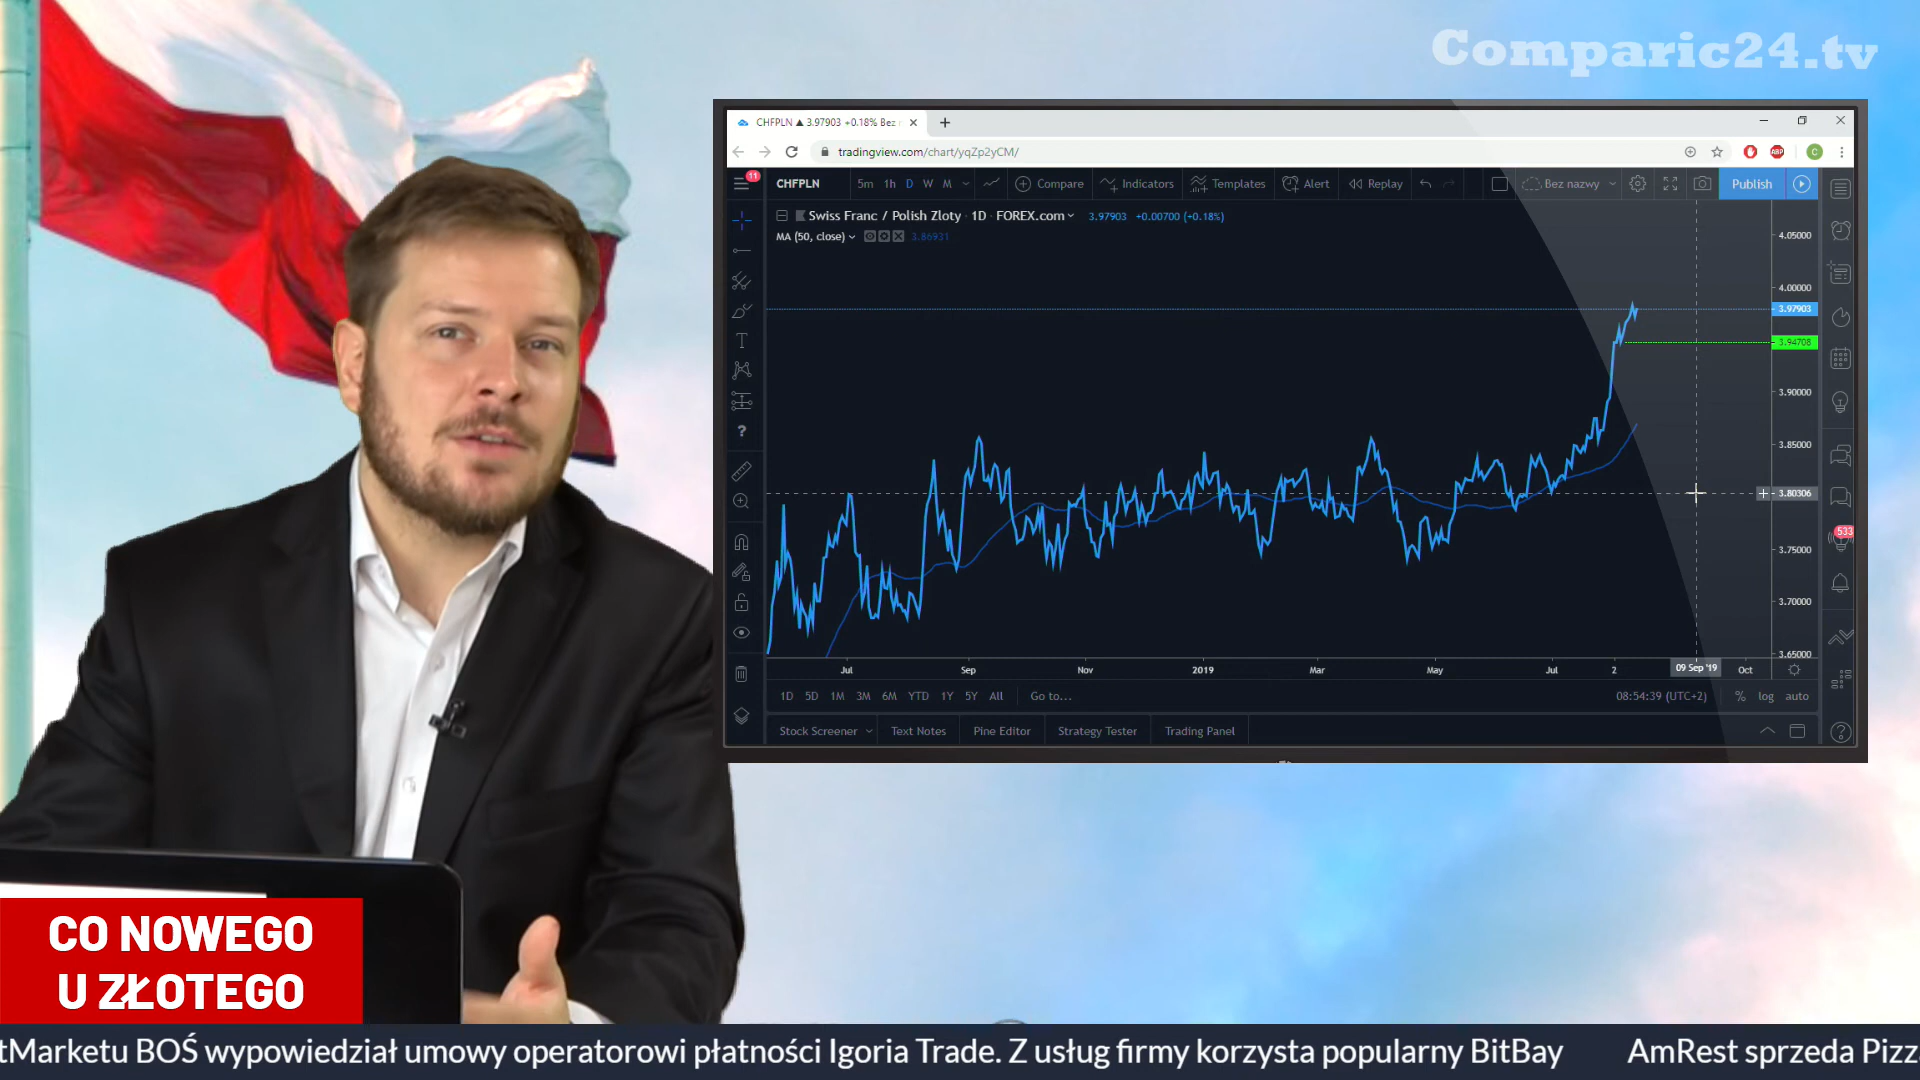 Comparic24.tv
CHFPLN ▲ 3.97903 +0.18% Bez
tradingview.com/chart/yqZp2yCM/
ABP
C
11
CHFPLN
5m 1h D W M
Compare
Indicators
Templates
Alert
Replay
Bez nazwy
Publish
Swiss Franc / Polish Zloty · 1D · FOREX.com
3.97903 +0.00700 (+0.18%)
MA (50, close)
3.86931
4.05000
4.00000
3.97903
3.94708
3.90000
3.85000
3.80306
3.75000
3.70000
3.65000
533
Jul Sep Nov 2019 Mar May Jul 2 09 Sep '19 Oct
1D 5D 1M 3M 6M YTD 1Y 5Y All Go to...
08:54:39 (UTC+2) % log auto
Stock Screener Text Notes Pine Editor Strategy Tester Trading Panel
CO NOWEGO
U ZŁOTEGO
tMarketu BOŚ wypowiedział umowy operatorowi płatności Igoria Trade. Z usług firmy korzysta popularny BitBay AmRest sprzeda Pizz